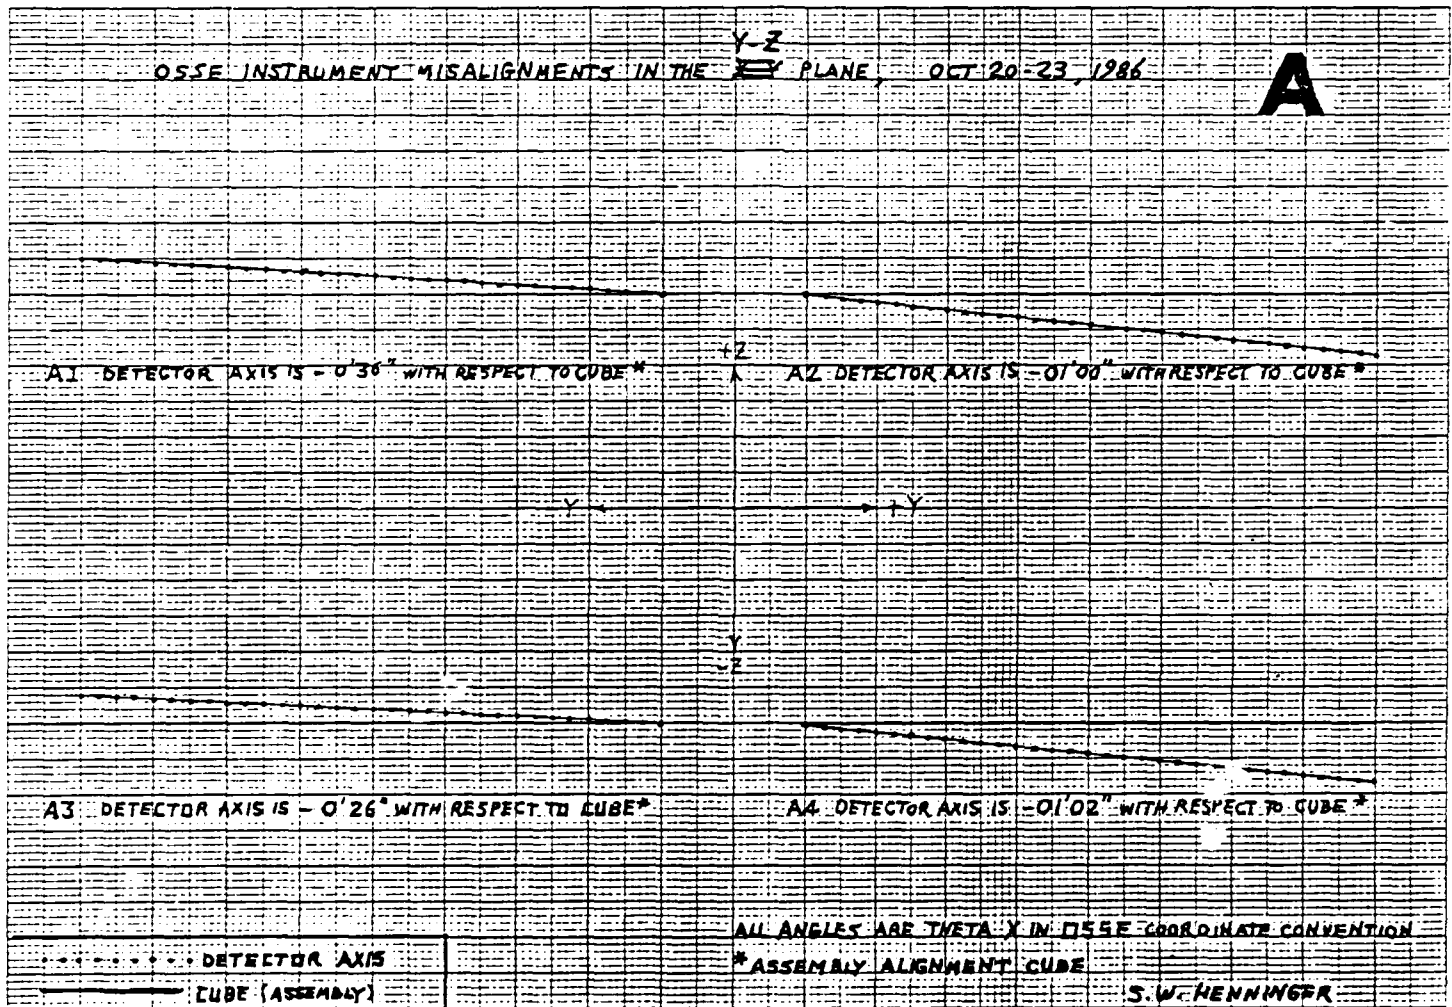 Y-Z
OSSE INSTRUMENT MISALIGNMENTS IN THE PLANE, OCT 20-23, 1986
A
+Z
A1 DETECTOR AXIS IS - 0'30" WITH RESPECT TO CUBE*
A2 DETECTOR AXIS IS -01'00" WITH RESPECT TO CUBE*
Y
+Y
-Z
A3 DETECTOR AXIS IS - 0'26" WITH RESPECT TO CUBE*
A4 DETECTOR AXIS IS -01'02" WITH RESPECT TO CUBE*
ALL ANGLES ARE THETA X IN OSSE COORDINATE CONVENTION
DETECTOR AXIS
*ASSEMBLY ALIGNMENT CUBE
CUBE (ASSEMBLY)
S.W. HENNINGER